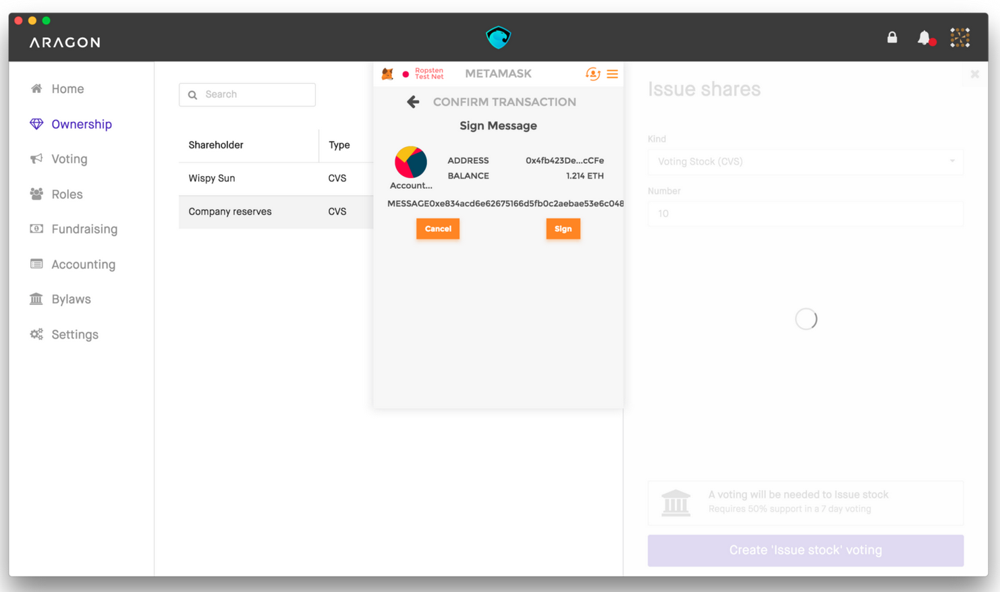 ARAGON
Home
Ownership
Voting
Roles
Fundraising
Accounting
Bylaws
Settings
Search
Shareholder Type
Wispy Sun CVS
Company reserves CVS
Ropsten
Test Net
METAMASK
CONFIRM TRANSACTION
Sign Message
ADDRESS 0x4fb423De...cCFe
BALANCE 1.214 ETH
Account...
MESSAGE0xe834acd6e62675166d5fb0c2aebae53e6c048
Cancel Sign
Issue shares
Kind
Voting Stock (CVS)
Number
10
A voting will be needed to Issue stock
Requires 50% support in a 7 day voting
Create 'Issue stock' voting